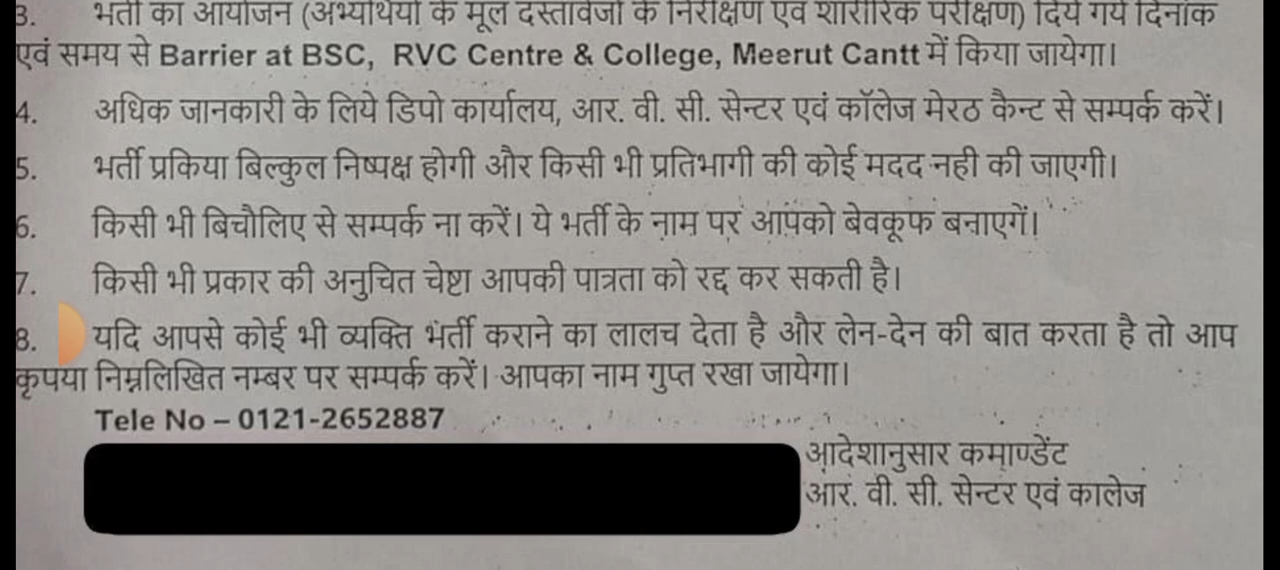 3. भर्ती का आयोजन (अभ्यर्थियों के मूल दस्तावेजों के निरीक्षण एवं शारीरिक परीक्षण) दिये गये दिनांक
एवं समय से Barrier at BSC, RVC Centre & College, Meerut Cantt में किया जायेगा।
4. अधिक जानकारी के लिये डिपो कार्यालय, आर. वी. सी. सेन्टर एवं कॉलेज मेरठ कैन्ट से सम्पर्क करें।
5. भर्ती प्रकिया बिल्कुल निष्पक्ष होगी और किसी भी प्रतिभागी की कोई मदद नही की जाएगी।
6. किसी भी बिचौलिए से सम्पर्क ना करें। ये भर्ती के नाम पर आपको बेवकूफ बनाएगें।
7. किसी भी प्रकार की अनुचित चेष्टा आपकी पात्रता को रद्द कर सकती है।
8. यदि आपसे कोई भी व्यक्ति भर्ती कराने का लालच देता है और लेन-देन की बात करता है तो आप
कृपया निम्नलिखित नम्बर पर सम्पर्क करें। आपका नाम गुप्त रखा जायेगा।
Tele No – 0121-2652887
आदेशानुसार कमाण्डेंट
आर. वी. सी. सेन्टर एवं कालेज